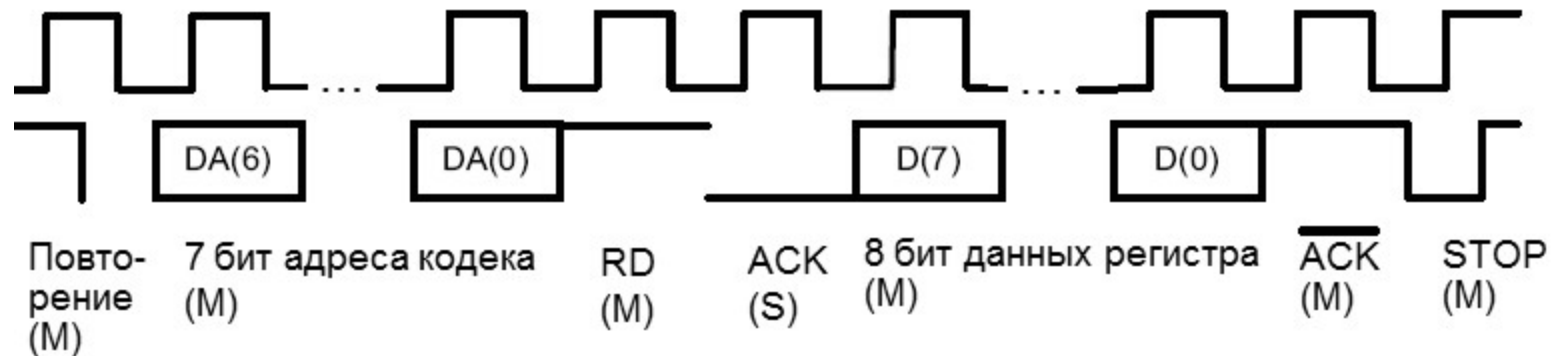 ... ...
DA(6) DA(0) D(7) D(0)
Повто- 7 бит адреса кодека RD ACK 8 бит данных регистра ACK STOP
рение (M) (M) (S) (M) (M) (M)
(M)